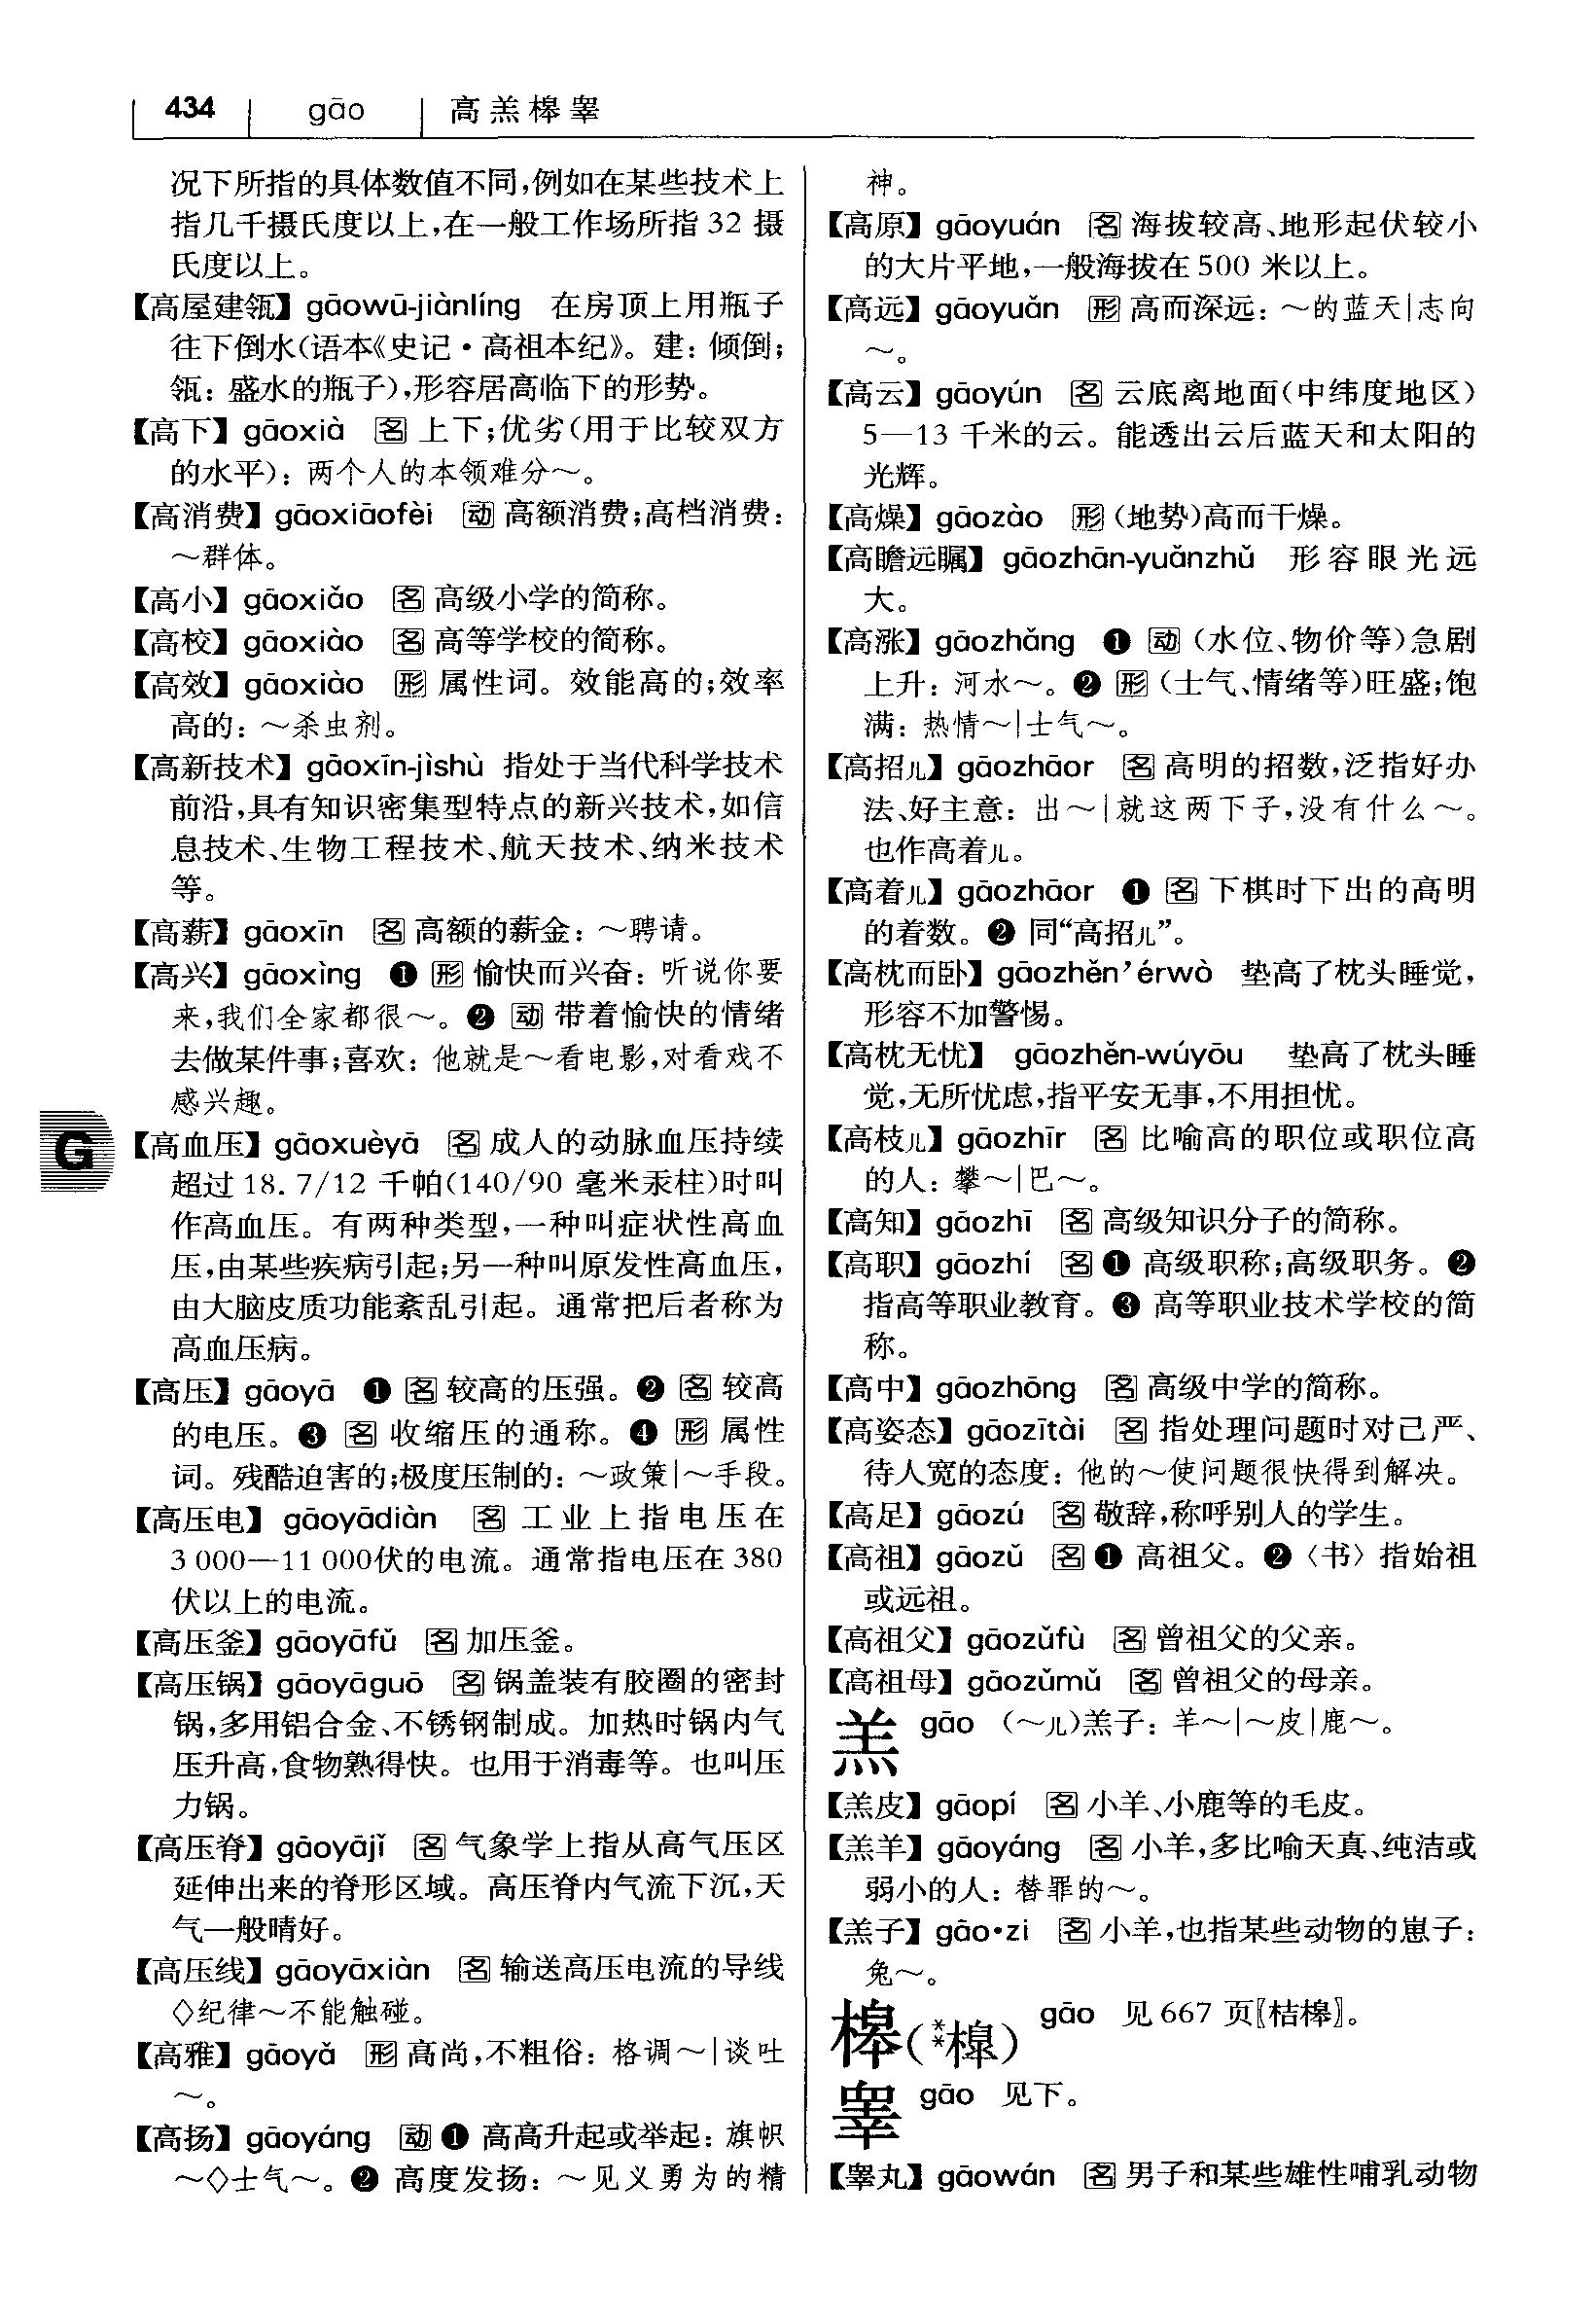 434 gāo 高羔槔睾
况下所指的具体数值不同,例如在某些技术上
指几千摄氏度以上,在一般工作场所指 32 摄
氏度以上。
【高屋建瓴】gāowū-jiànlíng 在房顶上用瓶子
往下倒水(语本《史记·高祖本纪》。建:倾倒;
瓴:盛水的瓶子),形容居高临下的形势。
【高下】gāoxià 名 上下;优劣(用于比较双方
的水平):两个人的本领难分~。
【高消费】gāoxiāofèi 动 高额消费;高档消费:
~群体。
【高小】gāoxiǎo 名 高级小学的简称。
【高校】gāoxiào 名 高等学校的简称。
【高效】gāoxiào 形 属性词。效能高的;效率
高的:~杀虫剂。
【高新技术】gāoxīn-jìshù 指处于当代科学技术
前沿,具有知识密集型特点的新兴技术,如信
息技术、生物工程技术、航天技术、纳米技术
等。
【高薪】gāoxīn 名 高额的薪金:~聘请。
【高兴】gāoxìng ❶ 形 愉快而兴奋:听说你要
来,我们全家都很~。❷ 动 带着愉快的情绪
去做某件事;喜欢:他就是~看电影,对看戏不
感兴趣。
G
【高血压】gāoxuèyā 名 成人的动脉血压持续
超过 18.7/12 千帕(140/90 毫米汞柱)时叫
作高血压。有两种类型,一种叫症状性高血
压,由某些疾病引起;另一种叫原发性高血压,
由大脑皮质功能紊乱引起。通常把后者称为
高血压病。
【高压】gāoyā ❶ 名 较高的压强。❷ 名 较高
的电压。❸ 名 收缩压的通称。❹ 形 属性
词。残酷迫害的;极度压制的:~政策|~手段。
【高压电】gāoyādiàn 名 工业上指电压在
3 000—11 000伏的电流。通常指电压在 380
伏以上的电流。
【高压釜】gāoyāfǔ 名 加压釜。
【高压锅】gāoyāguō 名 锅盖装有胶圈的密封
锅,多用铝合金、不锈钢制成。加热时锅内气
压升高,食物熟得快。也用于消毒等。也叫压
力锅。
【高压脊】gāoyājǐ 名 气象学上指从高气压区
延伸出来的脊形区域。高压脊内气流下沉,天
气一般晴好。
【高压线】gāoyāxiàn 名 输送高压电流的导线
◇纪律~不能触碰。
【高雅】gāoyǎ 形 高尚,不粗俗:格调~|谈吐
~。
【高扬】gāoyáng 动 ❶ 高高升起或举起:旗帜
~◇士气~。❷ 高度发扬:~见义勇为的精
神。
【高原】gāoyuán 名 海拔较高、地形起伏较小
的大片平地,一般海拔在 500 米以上。
【高远】gāoyuǎn 形 高而深远:~的蓝天|志向
~。
【高云】gāoyún 名 云底离地面(中纬度地区)
5—13 千米的云。能透出云后蓝天和太阳的
光辉。
【高燥】gāozào 形 (地势)高而干燥。
【高瞻远瞩】gāozhān-yuǎnzhǔ 形容眼光远
大。
【高涨】gāozhǎng ❶ 动 (水位、物价等)急剧
上升:河水~。❷ 形 (士气、情绪等)旺盛;饱
满:热情~|士气~。
【高招儿】gāozhāor 名 高明的招数,泛指好办
法、好主意:出~|就这两下子,没有什么~。
也作高着儿。
【高着儿】gāozhāor ❶ 名 下棋时下出的高明
的着数。❷ 同“高招儿”。
【高枕而卧】gāozhěn’érwò 垫高了枕头睡觉,
形容不加警惕。
【高枕无忧】gāozhěn-wúyōu 垫高了枕头睡
觉,无所忧虑,指平安无事,不用担忧。
【高枝儿】gāozhīr 名 比喻高的职位或职位高
的人:攀~|巴~。
【高知】gāozhī 名 高级知识分子的简称。
【高职】gāozhí 名 ❶ 高级职称;高级职务。❷
指高等职业教育。❸ 高等职业技术学校的简
称。
【高中】gāozhōng 名 高级中学的简称。
【高姿态】gāozītài 名 指处理问题时对己严、
待人宽的态度:他的~使问题很快得到解决。
【高足】gāozú 名 敬辞,称呼别人的学生。
【高祖】gāozǔ 名 ❶ 高祖父。❷〈书〉指始祖
或远祖。
【高祖父】gāozǔfù 名 曾祖父的父亲。
【高祖母】gāozǔmǔ 名 曾祖父的母亲。
羔 gāo (~儿)羔子:羊~|~皮|鹿~。
【羔皮】gāopí 名 小羊、小鹿等的毛皮。
【羔羊】gāoyáng 名 小羊,多比喻天真、纯洁或
弱小的人:替罪的~。
【羔子】gāo·zi 名 小羊,也指某些动物的崽子:
兔~。
槔(**槹) gāo 见 667 页〖桔槔〗。
睾 gāo 见下。
【睾丸】gāowán 名 男子和某些雄性哺乳动物